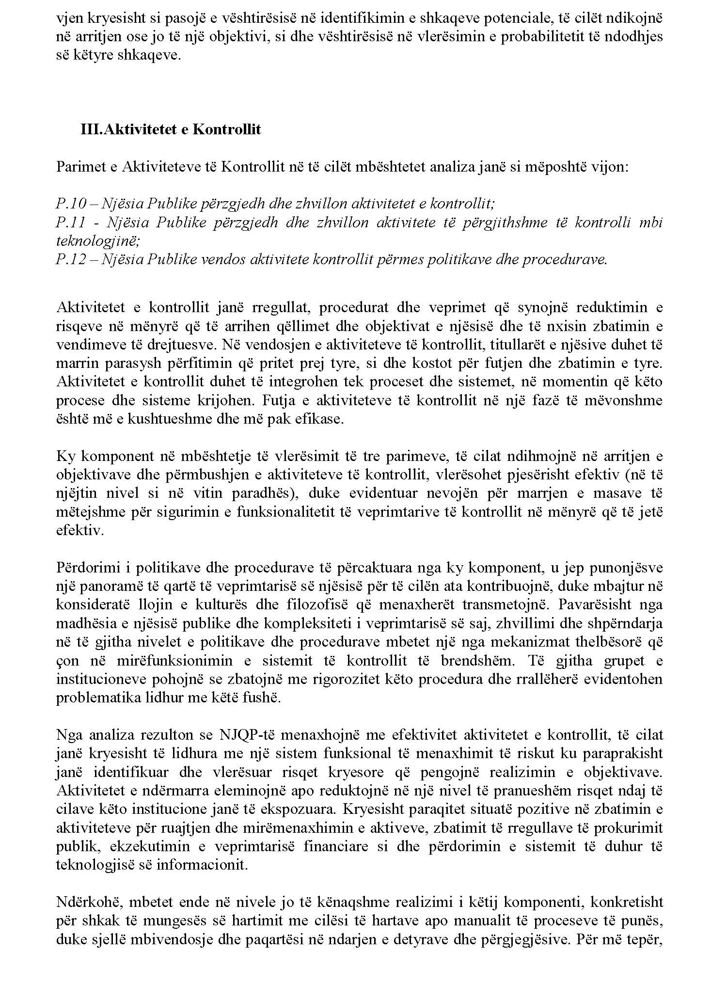 vjen kryesisht si pasojë e vështirësisë në identifikimin e shkaqeve potenciale, të cilët ndikojnë
në arritjen ose jo të një objektivi, si dhe vështirësisë në vlerësimin e probabilitetit të ndodhjes
së këtyre shkaqeve.
III.Aktivitetet e Kontrollit
Parimet e Aktiviteteve të Kontrollit në të cilët mbështetet analiza janë si mëposhtë vijon:
P.10 – Njësia Publike përzgjedh dhe zhvillon aktivitetet e kontrollit;
P.11 - Njësia Publike përzgjedh dhe zhvillon aktivitete të përgjithshme të kontrolli mbi
teknologjinë;
P.12 – Njësia Publike vendos aktivitete kontrollit përmes politikave dhe procedurave.
Aktivitetet e kontrollit janë rregullat, procedurat dhe veprimet që synojnë reduktimin e
risqeve në mënyrë që të arrihen qëllimet dhe objektivat e njësisë dhe të nxisin zbatimin e
vendimeve të drejtuesve. Në vendosjen e aktiviteteve të kontrollit, titullarët e njësive duhet të
marrin parasysh përfitimin që pritet prej tyre, si dhe kostot për futjen dhe zbatimin e tyre.
Aktivitetet e kontrollit duhet të integrohen tek proceset dhe sistemet, në momentin që këto
procese dhe sisteme krijohen. Futja e aktiviteteve të kontrollit në një fazë të mëvonshme
është më e kushtueshme dhe më pak efikase.
Ky komponent në mbështetje të vlerësimit të tre parimeve, të cilat ndihmojnë në arritjen e
objektivave dhe përmbushjen e aktiviteteve të kontrollit, vlerësohet pjesërisht efektiv (në të
njëjtin nivel si në vitin paradhës), duke evidentuar nevojën për marrjen e masave të
mëtejshme për sigurimin e funksionalitetit të veprimtarive të kontrollit në mënyrë që të jetë
efektiv.
Përdorimi i politikave dhe procedurave të përcaktuara nga ky komponent, u jep punonjësve
një panoramë të qartë të veprimtarisë së njësisë për të cilën ata kontribuojnë, duke mbajtur në
konsideratë llojin e kulturës dhe filozofisë që menaxherët transmetojnë. Pavarësisht nga
madhësia e njësisë publike dhe kompleksiteti i veprimtarisë së saj, zhvillimi dhe shpërndarja
në të gjitha nivelet e politikave dhe procedurave mbetet një nga mekanizmat thelbësorë që
çon në mirëfunksionimin e sistemit të kontrollit të brendshëm. Të gjitha grupet e
institucioneve pohojnë se zbatojnë me rigorozitet këto procedura dhe rrallëherë evidentohen
problematika lidhur me këtë fushë.
Nga analiza rezulton se NJQP-të menaxhojnë me efektivitet aktivitetet e kontrollit, të cilat
janë kryesisht të lidhura me një sistem funksional të menaxhimit të riskut ku paraprakisht
janë identifikuar dhe vlerësuar risqet kryesore që pengojnë realizimin e objektivave.
Aktivitetet e ndërmarra eleminojnë apo reduktojnë në një nivel të pranueshëm risqet ndaj të
cilave këto institucione janë të ekspozuara. Kryesisht paraqitet situatë pozitive në zbatimin e
aktiviteteve për ruajtjen dhe mirëmenaxhimin e aktiveve, zbatimit të rregullave të prokurimit
publik, ekzekutimin e veprimtarisë financiare si dhe përdorimin e sistemit të duhur të
teknologjisë së informacionit.
Ndërkohë, mbetet ende në nivele jo të kënaqshme realizimi i këtij komponenti, konkretisht
për shkak të mungesës së hartimit me cilësi të hartave apo manualit të proceseve të punës,
duke sjellë mbivendosje dhe paqartësi në ndarjen e detyrave dhe përgjegjësive. Për më tepër,